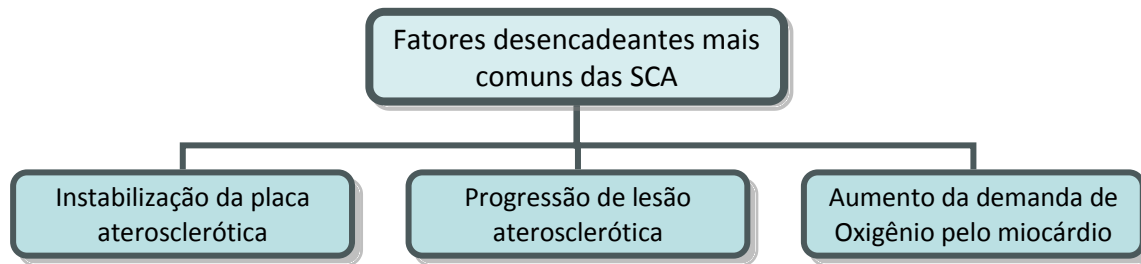 Fatores desencadeantes mais
comuns das SCA
Instabilização da placa
aterosclerótica
Progressão de lesão
aterosclerótica
Aumento da demanda de
Oxigênio pelo miocárdio